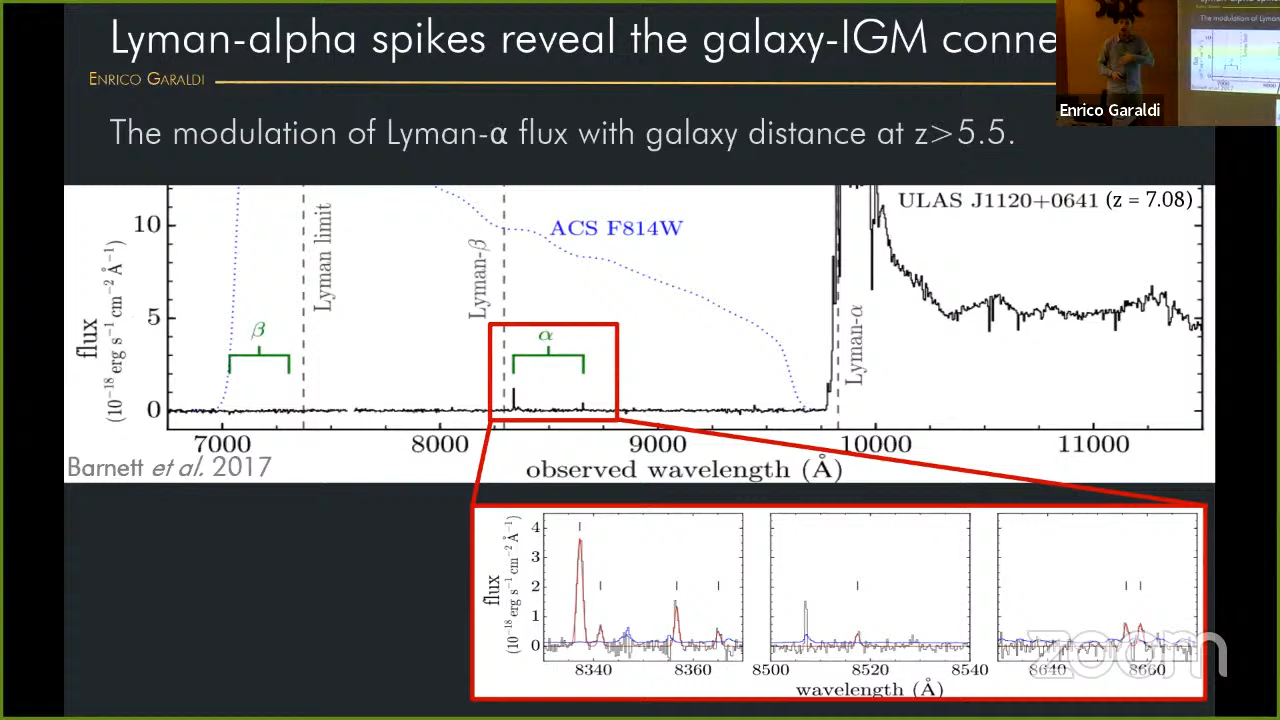 Lyman-alpha spikes reveal the galaxy-IGM conne
ENRICO GARALDI
Enrico Garaldi
The modulation of Lyman-α flux with galaxy distance at z>5.5.
ULAS J1120+0641 (z = 7.08)
ACS F814W
Lyman limit
Lyman-β
Lyman-α
β
α
flux
(10⁻¹⁸ erg s⁻¹ cm⁻² Å⁻¹)
10
5
0
7000 8000 9000 10000 11000
observed wavelength (Å)
Barnett et al. 2017
flux
(10⁻¹⁸ erg s⁻¹ cm⁻² Å⁻¹)
4
3
2
1
0
8340 8360 8500 8520 8540 8640 8660
wavelength (Å)
zoom